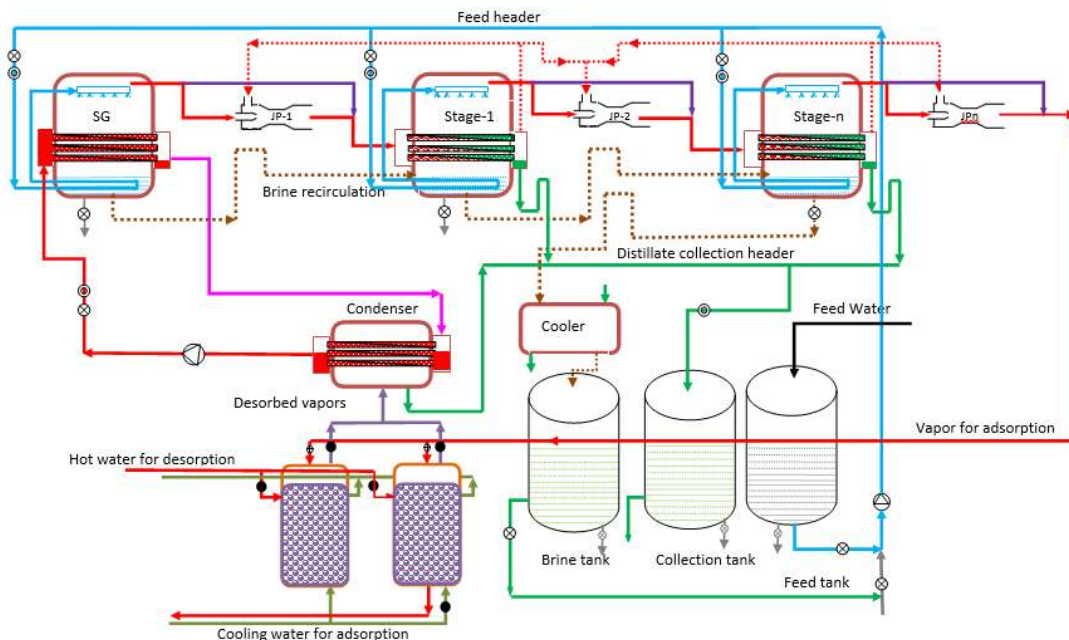 Feed header
SG
JP-1
Stage-1
JP-2
Stage-n
JPn
Brine recirculation
Distillate collection header
Condenser
Cooler
Feed Water
Desorbed vapors
Vapor for adsorption
Hot water for desorption
Brine tank
Collection tank
Feed tank
Cooling water for adsorption